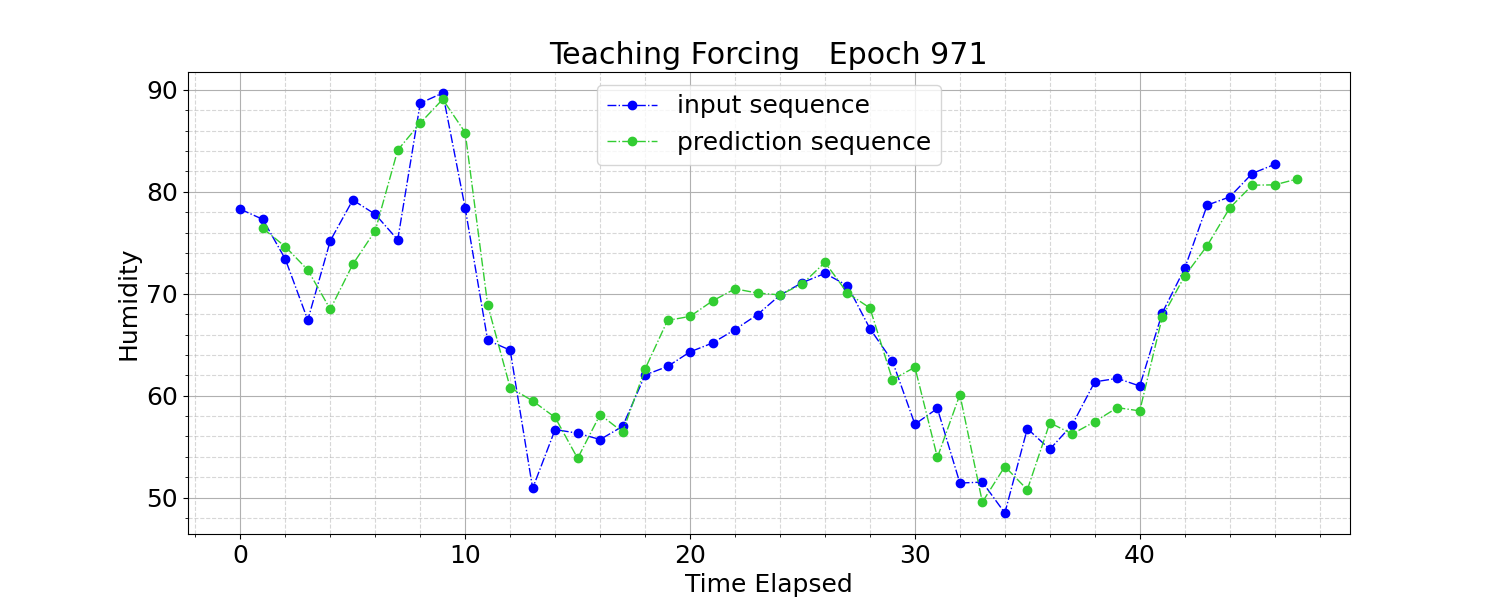 Teaching Forcing   Epoch 971
input sequence
prediction sequence
Humidity
90
80
70
60
50
0 10 20 30 40
Time Elapsed